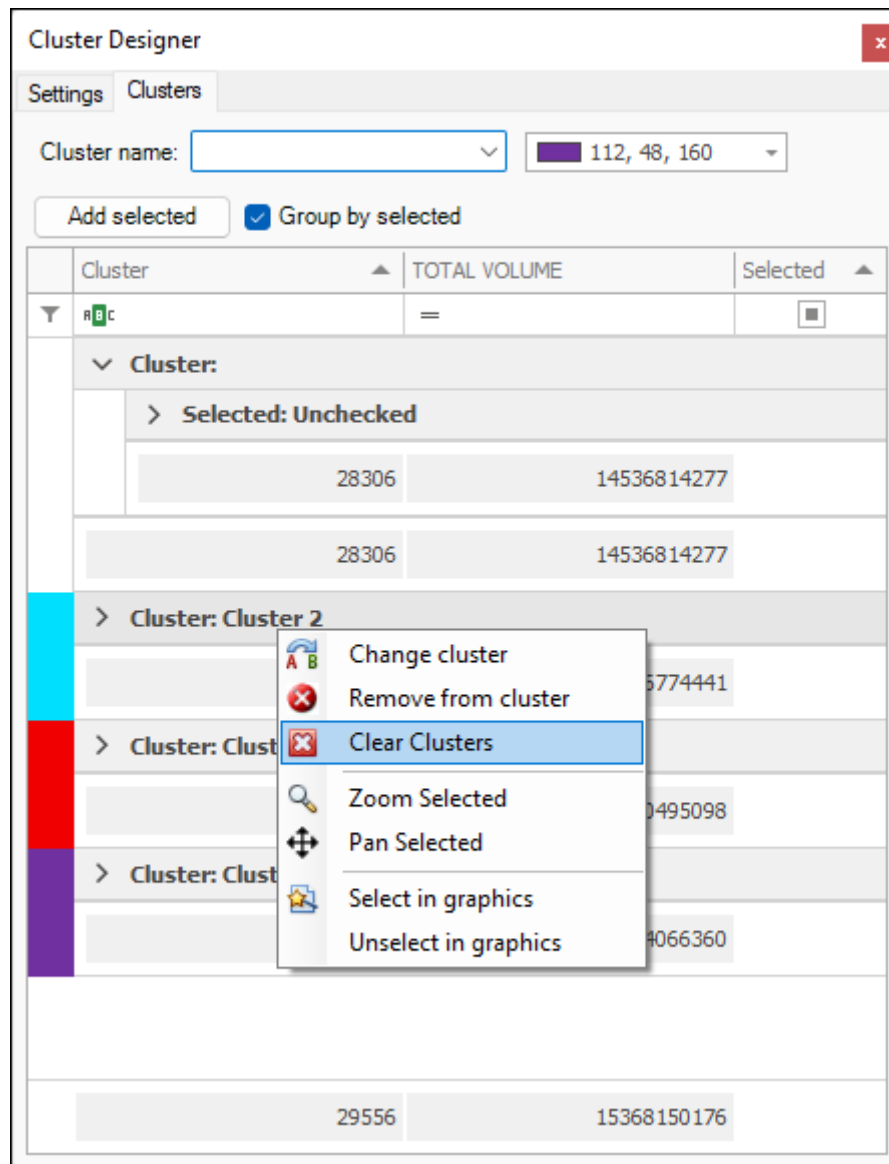 Cluster Designer
x
Settings Clusters
Cluster name: 112, 48, 160
Add selected Group by selected
Cluster TOTAL VOLUME Selected
ABC =
Cluster:
Selected: Unchecked
28306 14536814277
28306 14536814277
Cluster: Cluster 2
Change cluster
5774441
Remove from cluster
Cluster: Clust
Clear Clusters
Zoom Selected
0495098
Pan Selected
Cluster: Clust
Select in graphics
4066360
Unselect in graphics
29556 15368150176